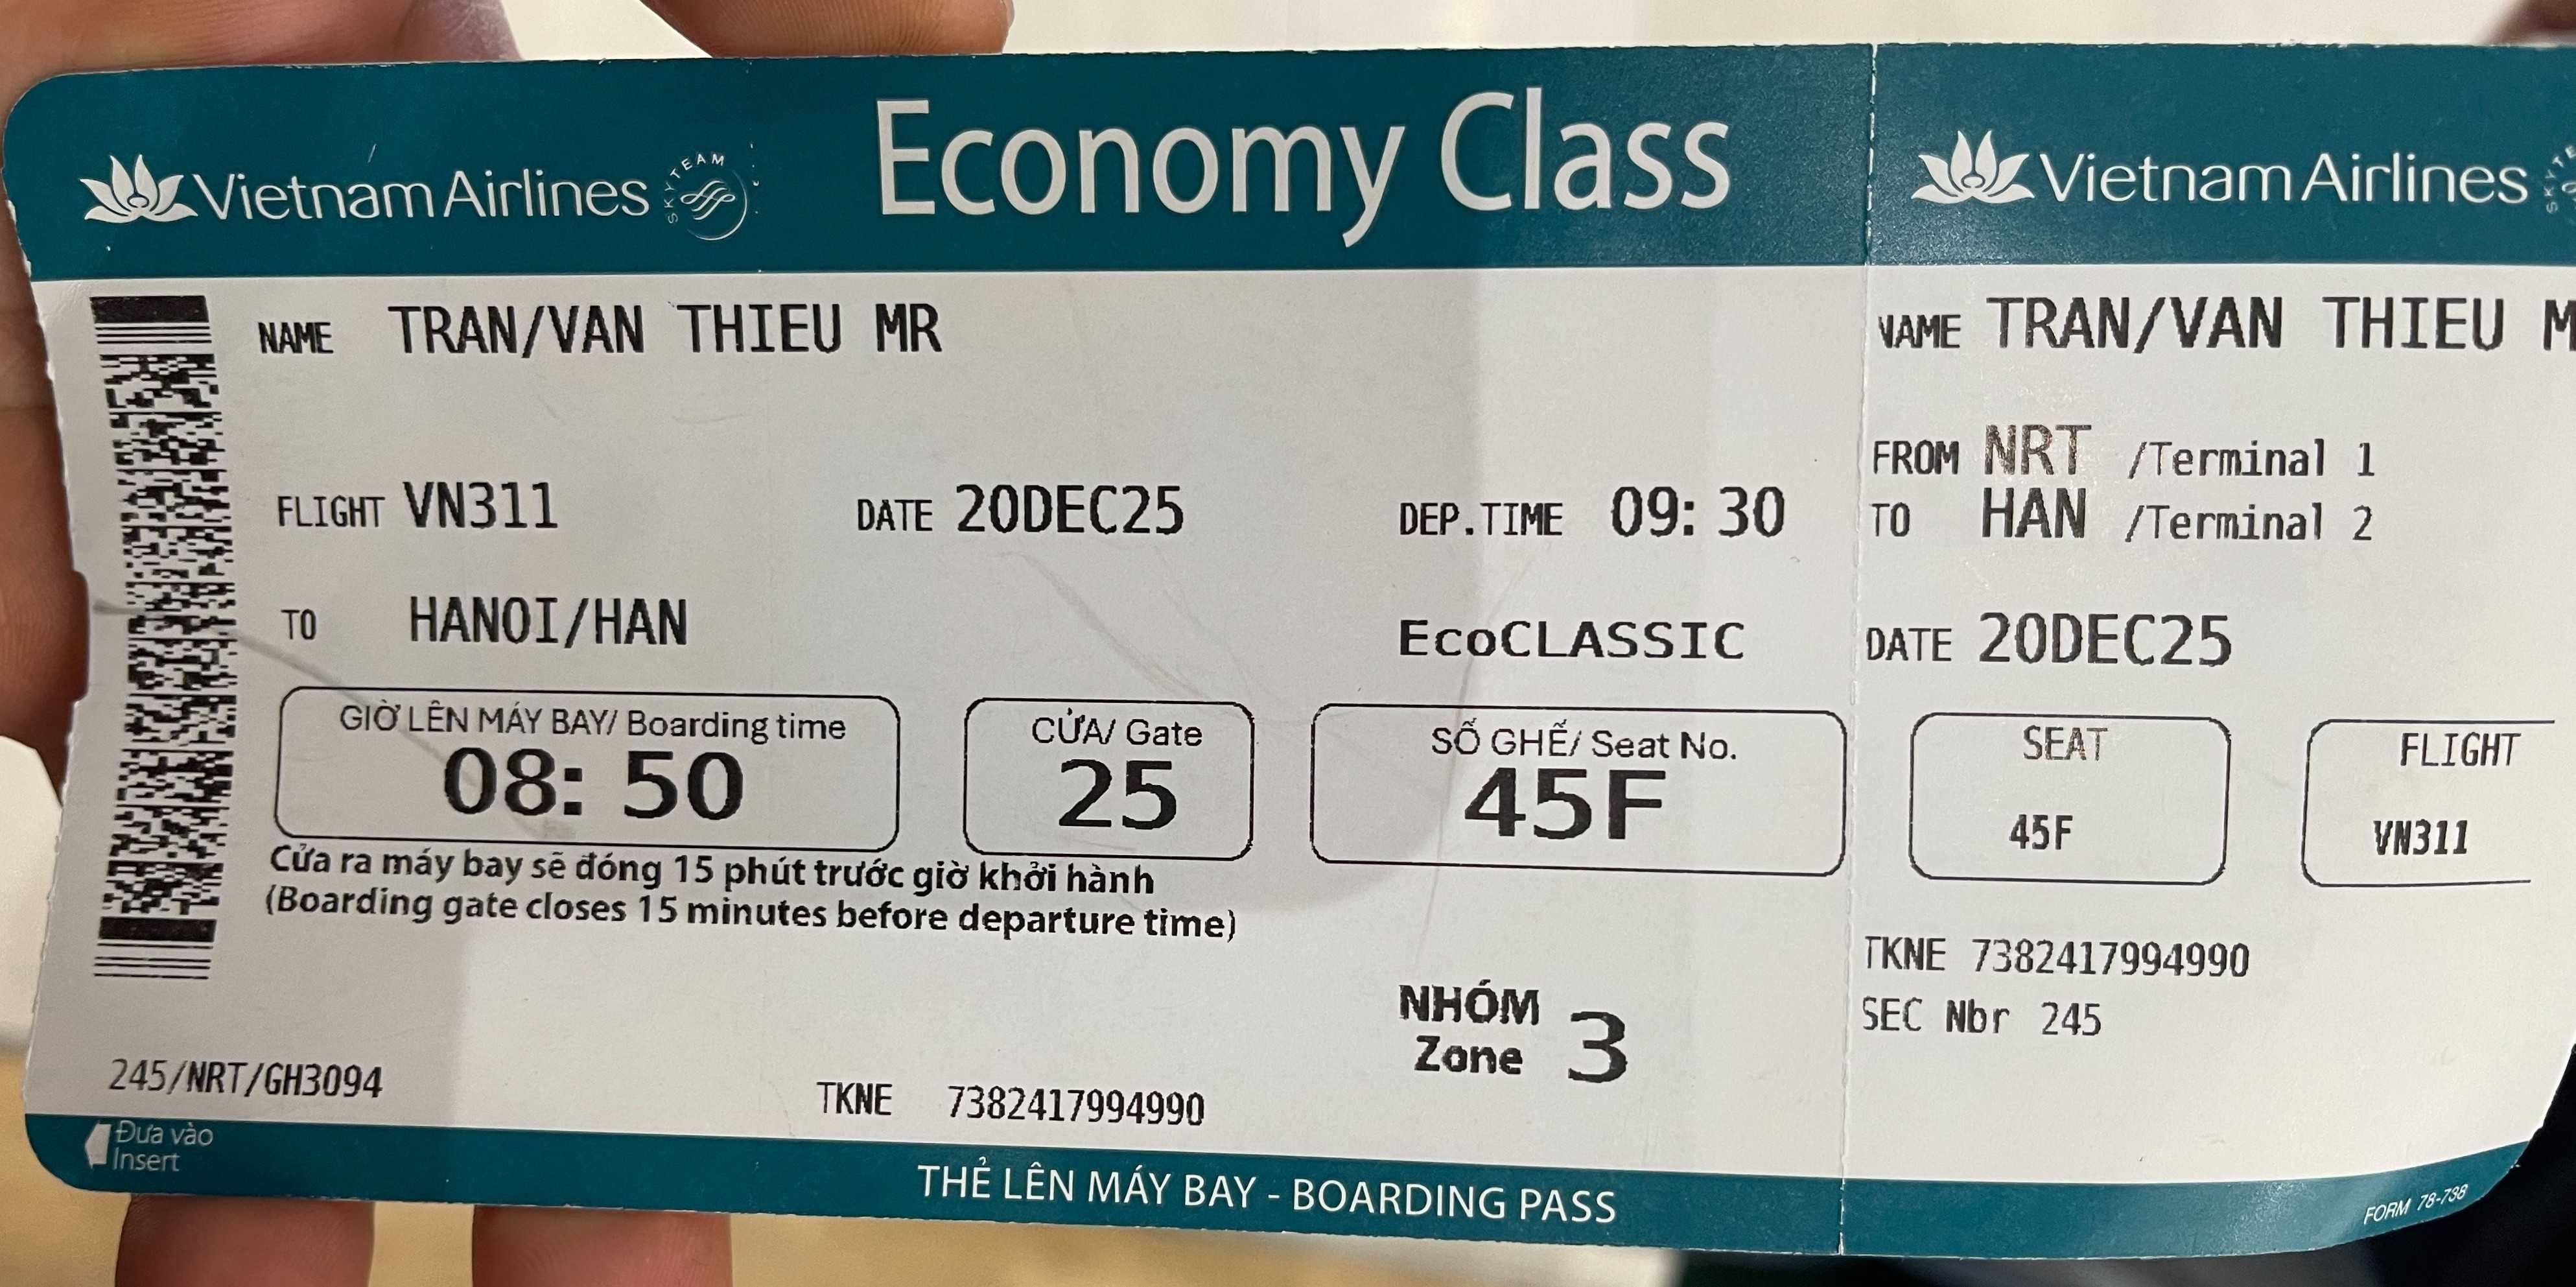 Vietnam Airlines SKYTEAM Economy Class
NAME TRAN/VAN THIEU MR
FLIGHT VN311 DATE 20DEC25 DEP.TIME 09: 30
TO HANOI/HAN EcoCLASSIC
GIỜ LÊN MÁY BAY/ Boarding time
08: 50
CỬA/ Gate
25
SỐ GHẾ/ Seat No.
45F
Cửa ra máy bay sẽ đóng 15 phút trước giờ khởi hành
(Boarding gate closes 15 minutes before departure time)
NHÓM
Zone 3
245/NRT/GH3094
TKNE 7382417994990
Đưa vào
Insert
THẺ LÊN MÁY BAY - BOARDING PASS
Vietnam Airlines
NAME TRAN/VAN THIEU M
FROM NRT /Terminal 1
TO HAN /Terminal 2
DATE 20DEC25
SEAT
45F
FLIGHT
VN311
TKNE 7382417994990
SEC Nbr 245
FORM 78-738